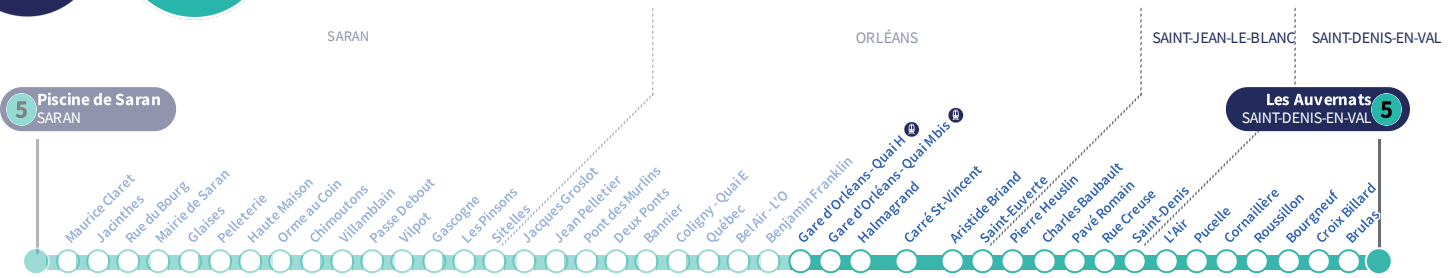 SARAN
ORLÉANS
SAINT-JEAN-LE-BLANC
SAINT-DENIS-EN-VAL
5
Piscine de Saran
SARAN
Les Auvernats
SAINT-DENIS-EN-VAL
5
Maurice Claret
Jacinthes
Rue du Bourg
Mairie de Saran
Glaises
Pelleterie
Haute Maison
Orme au Coin
Chimoutons
Villamblain
Passe Debout
Vilpot
Gascogne
Les Pinsons
Sitelles
Jacques Groslot
Jean Pelletier
Pont des Murlins
Deux Ponts
Bannier
Coligny - Quai E
Québec
Bel Air - L'O
Benjamin Franklin
Gare d'Orléans - Quai H
Gare d'Orléans - Quai M bis
Halmagrand
Carré St-Vincent
Aristide Briand
Saint-Euverte
Pierre Heuslin
Charles Baubault
Pavé Romain
Rue Creuse
Saint-Denis
L'Air
Pucelle
Cornaillère
Roussillon
Bourgneuf
Croix Billard
Brulas